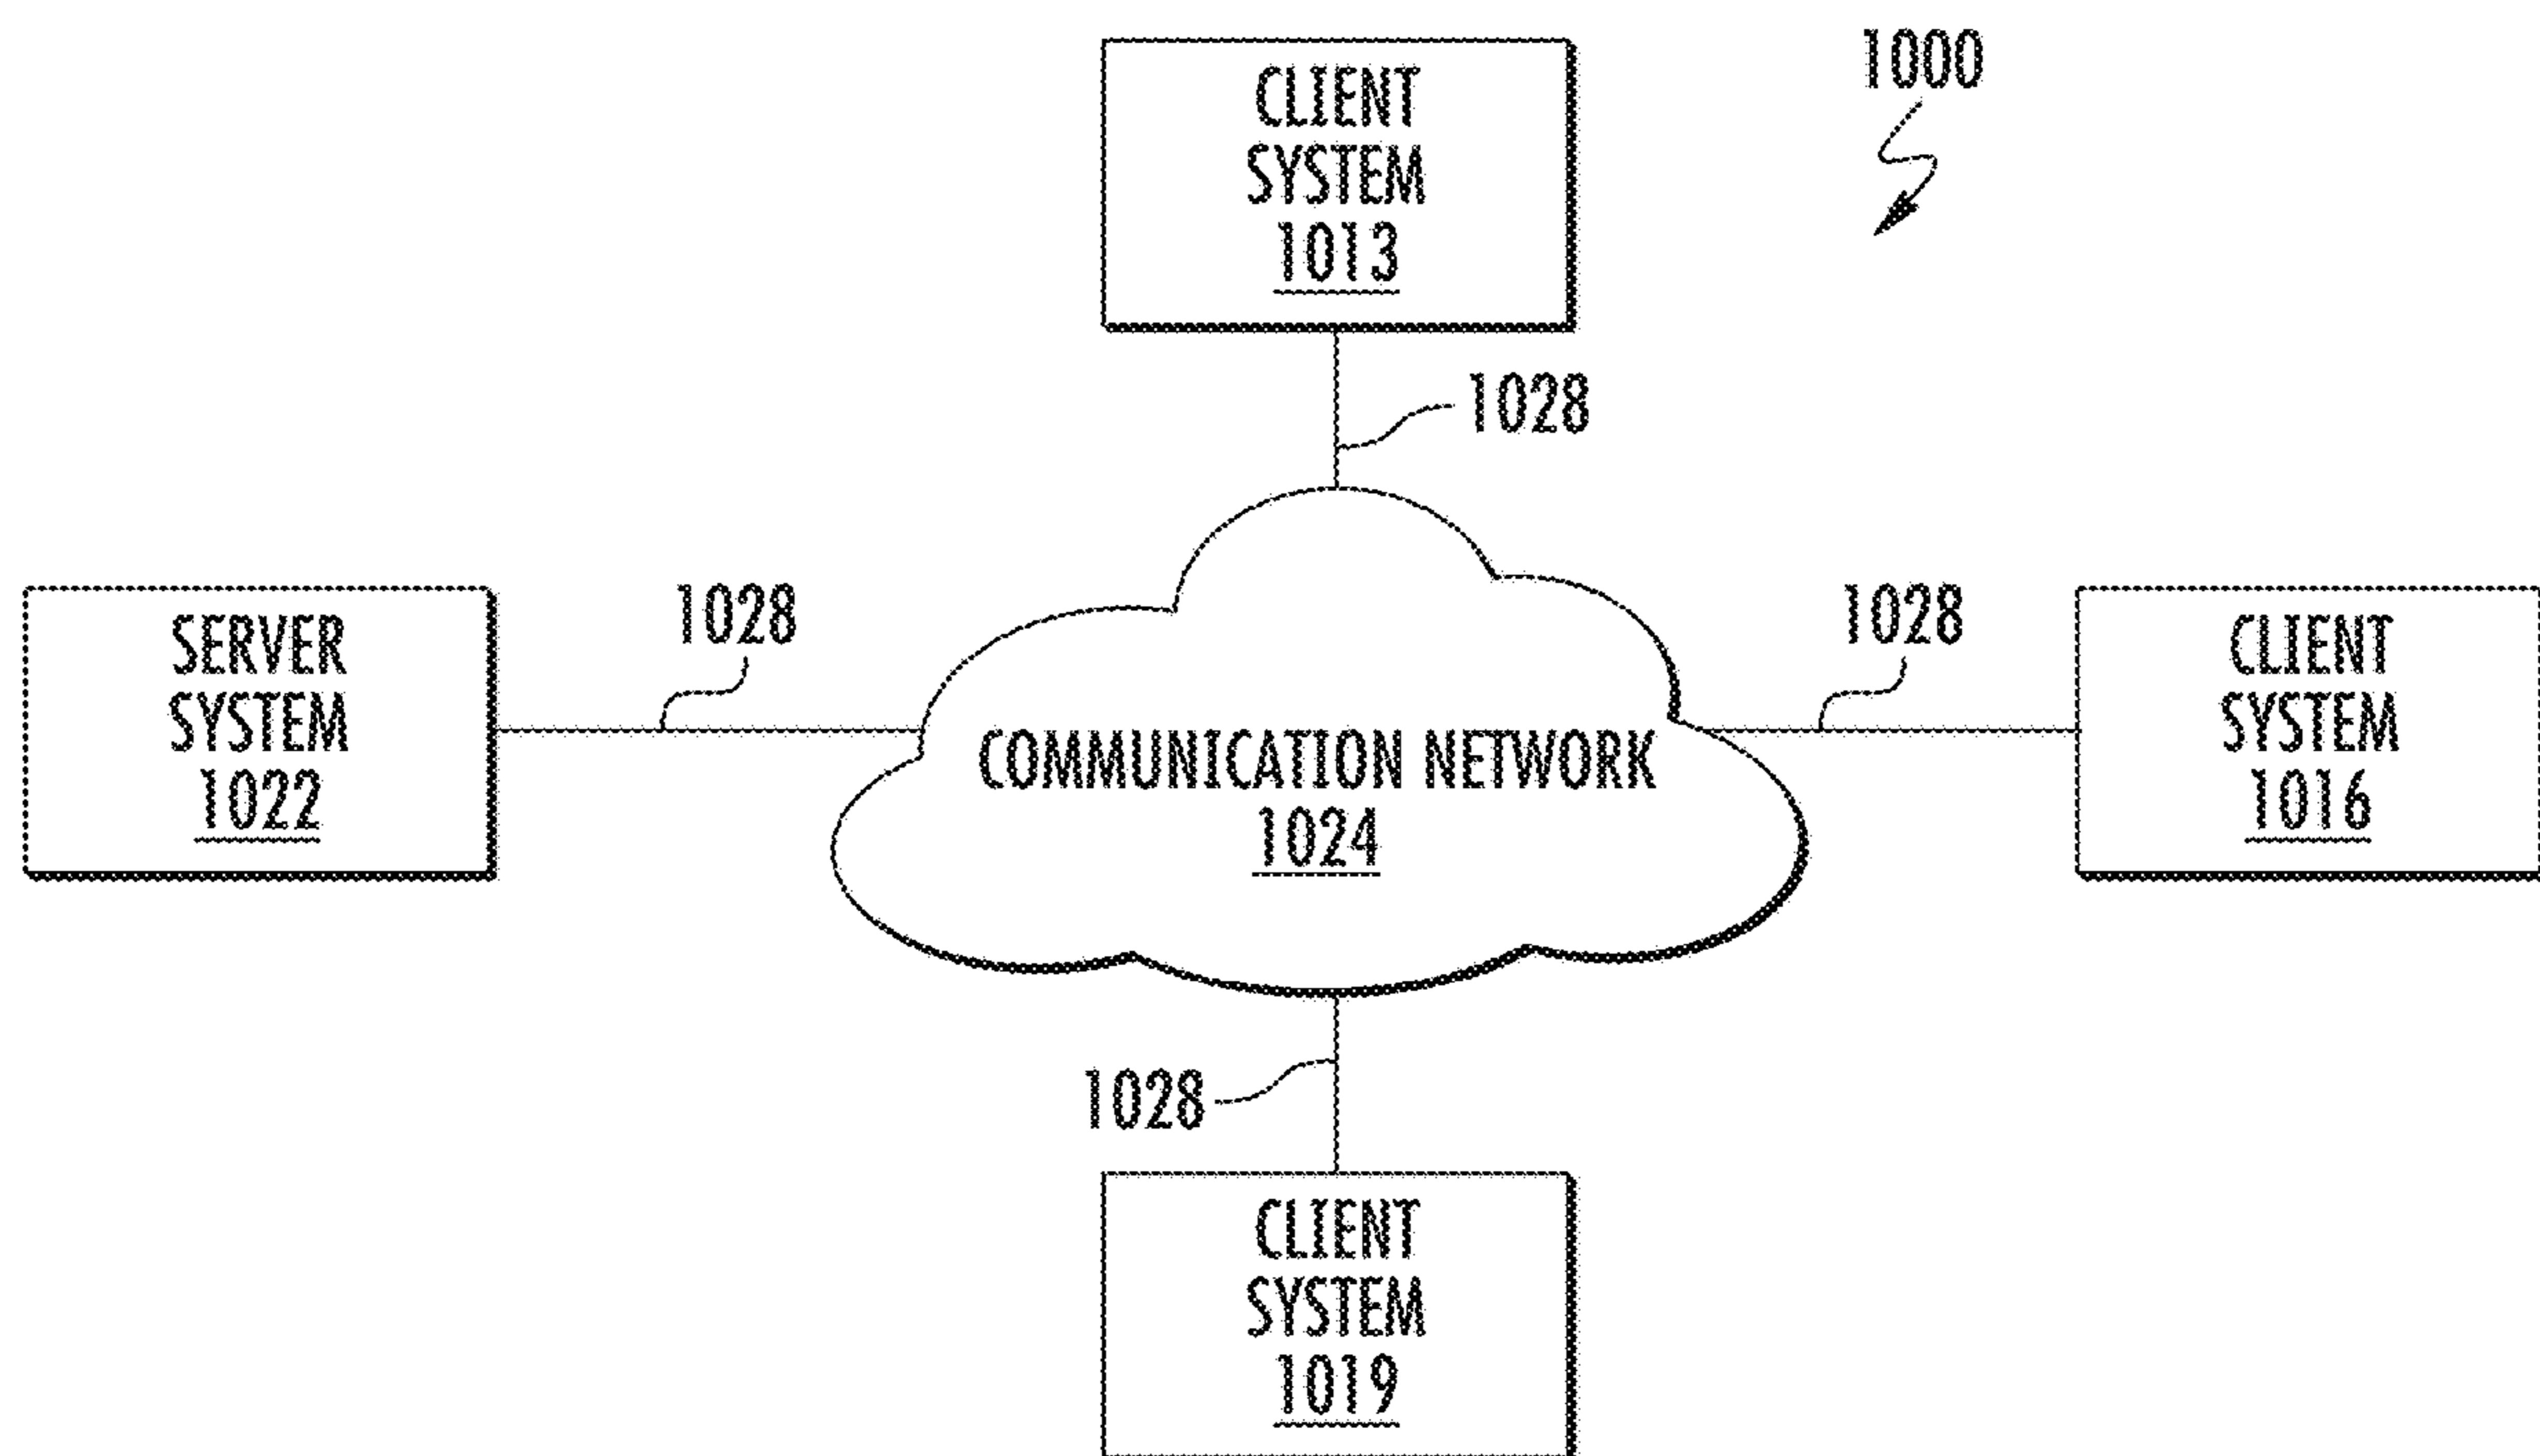 1000
CLIENT
SYSTEM
1013
1028
SERVER
SYSTEM
1022
1028
COMMUNICATION NETWORK
1024
1028
CLIENT
SYSTEM
1016
1028
CLIENT
SYSTEM
1019